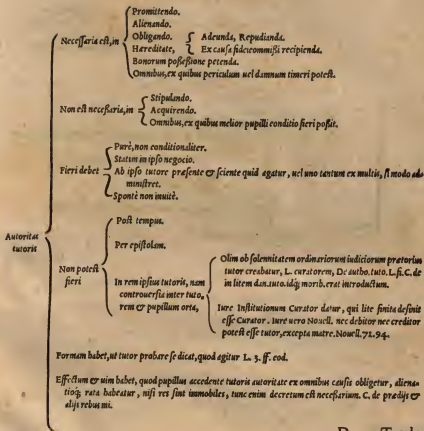 Promittendo.
Alienando.
Neceſſaria eſt, in Obligando. Adeunda, Repudianda.
Hæreditate, Ex cauſa fideicommiſſi recipienda.
Bonorum poſſeſſione petenda.
Omnibus, ex quibus periculum uel damnum timeri poteſt.
Stipulando.
Non eſt neceſſaria, in Acquirendo.
Omnibus, ex quibus melior pupilli conditio fieri poſſit.
Purè, non conditionaliter.
Statim in ipſo negocio.
Fieri debet Ab ipſo tutore præſente & ſciente quid agatur, uel uno tantum ex multis, ſi modo ad-
miniſtret.
Spontè non inuitè.
Autoritas
tutoris
Poſt tempus.
Per epiſtolam.
Non poteſt
fieri
In rem ipſius tutoris, nam
controuerſia inter tuto,
rem & pupillum orta,
Olim ob ſolennitatem ordinariorum iudiciorum prætorim
tutor creabatur, L. curatorem, De autho. tuto. L. fi. C. de
in litem dan. tuto. idq; morib. erat introductum.
Iure Inſtitutionum Curator datur, qui lite finita definit
eſſe Curator. Iure uero Nouell. nec debitor nec creditor
poteſt eſſe tutor, excepta matre. Nouell. 72. 94.
Formam habet, ut tutor probare ſe dicat, quod agitur L. 3. ff. eod.
Effectum & uim habet, quod pupillus accedente tutoris autoritate ex omnibus cauſis obligetur, aliena-
tioq; rata habeatur, niſi res ſint immobiles, tunc enim decretum eſt neceſſarium. C. de prædijs &
alijs rebus mi.